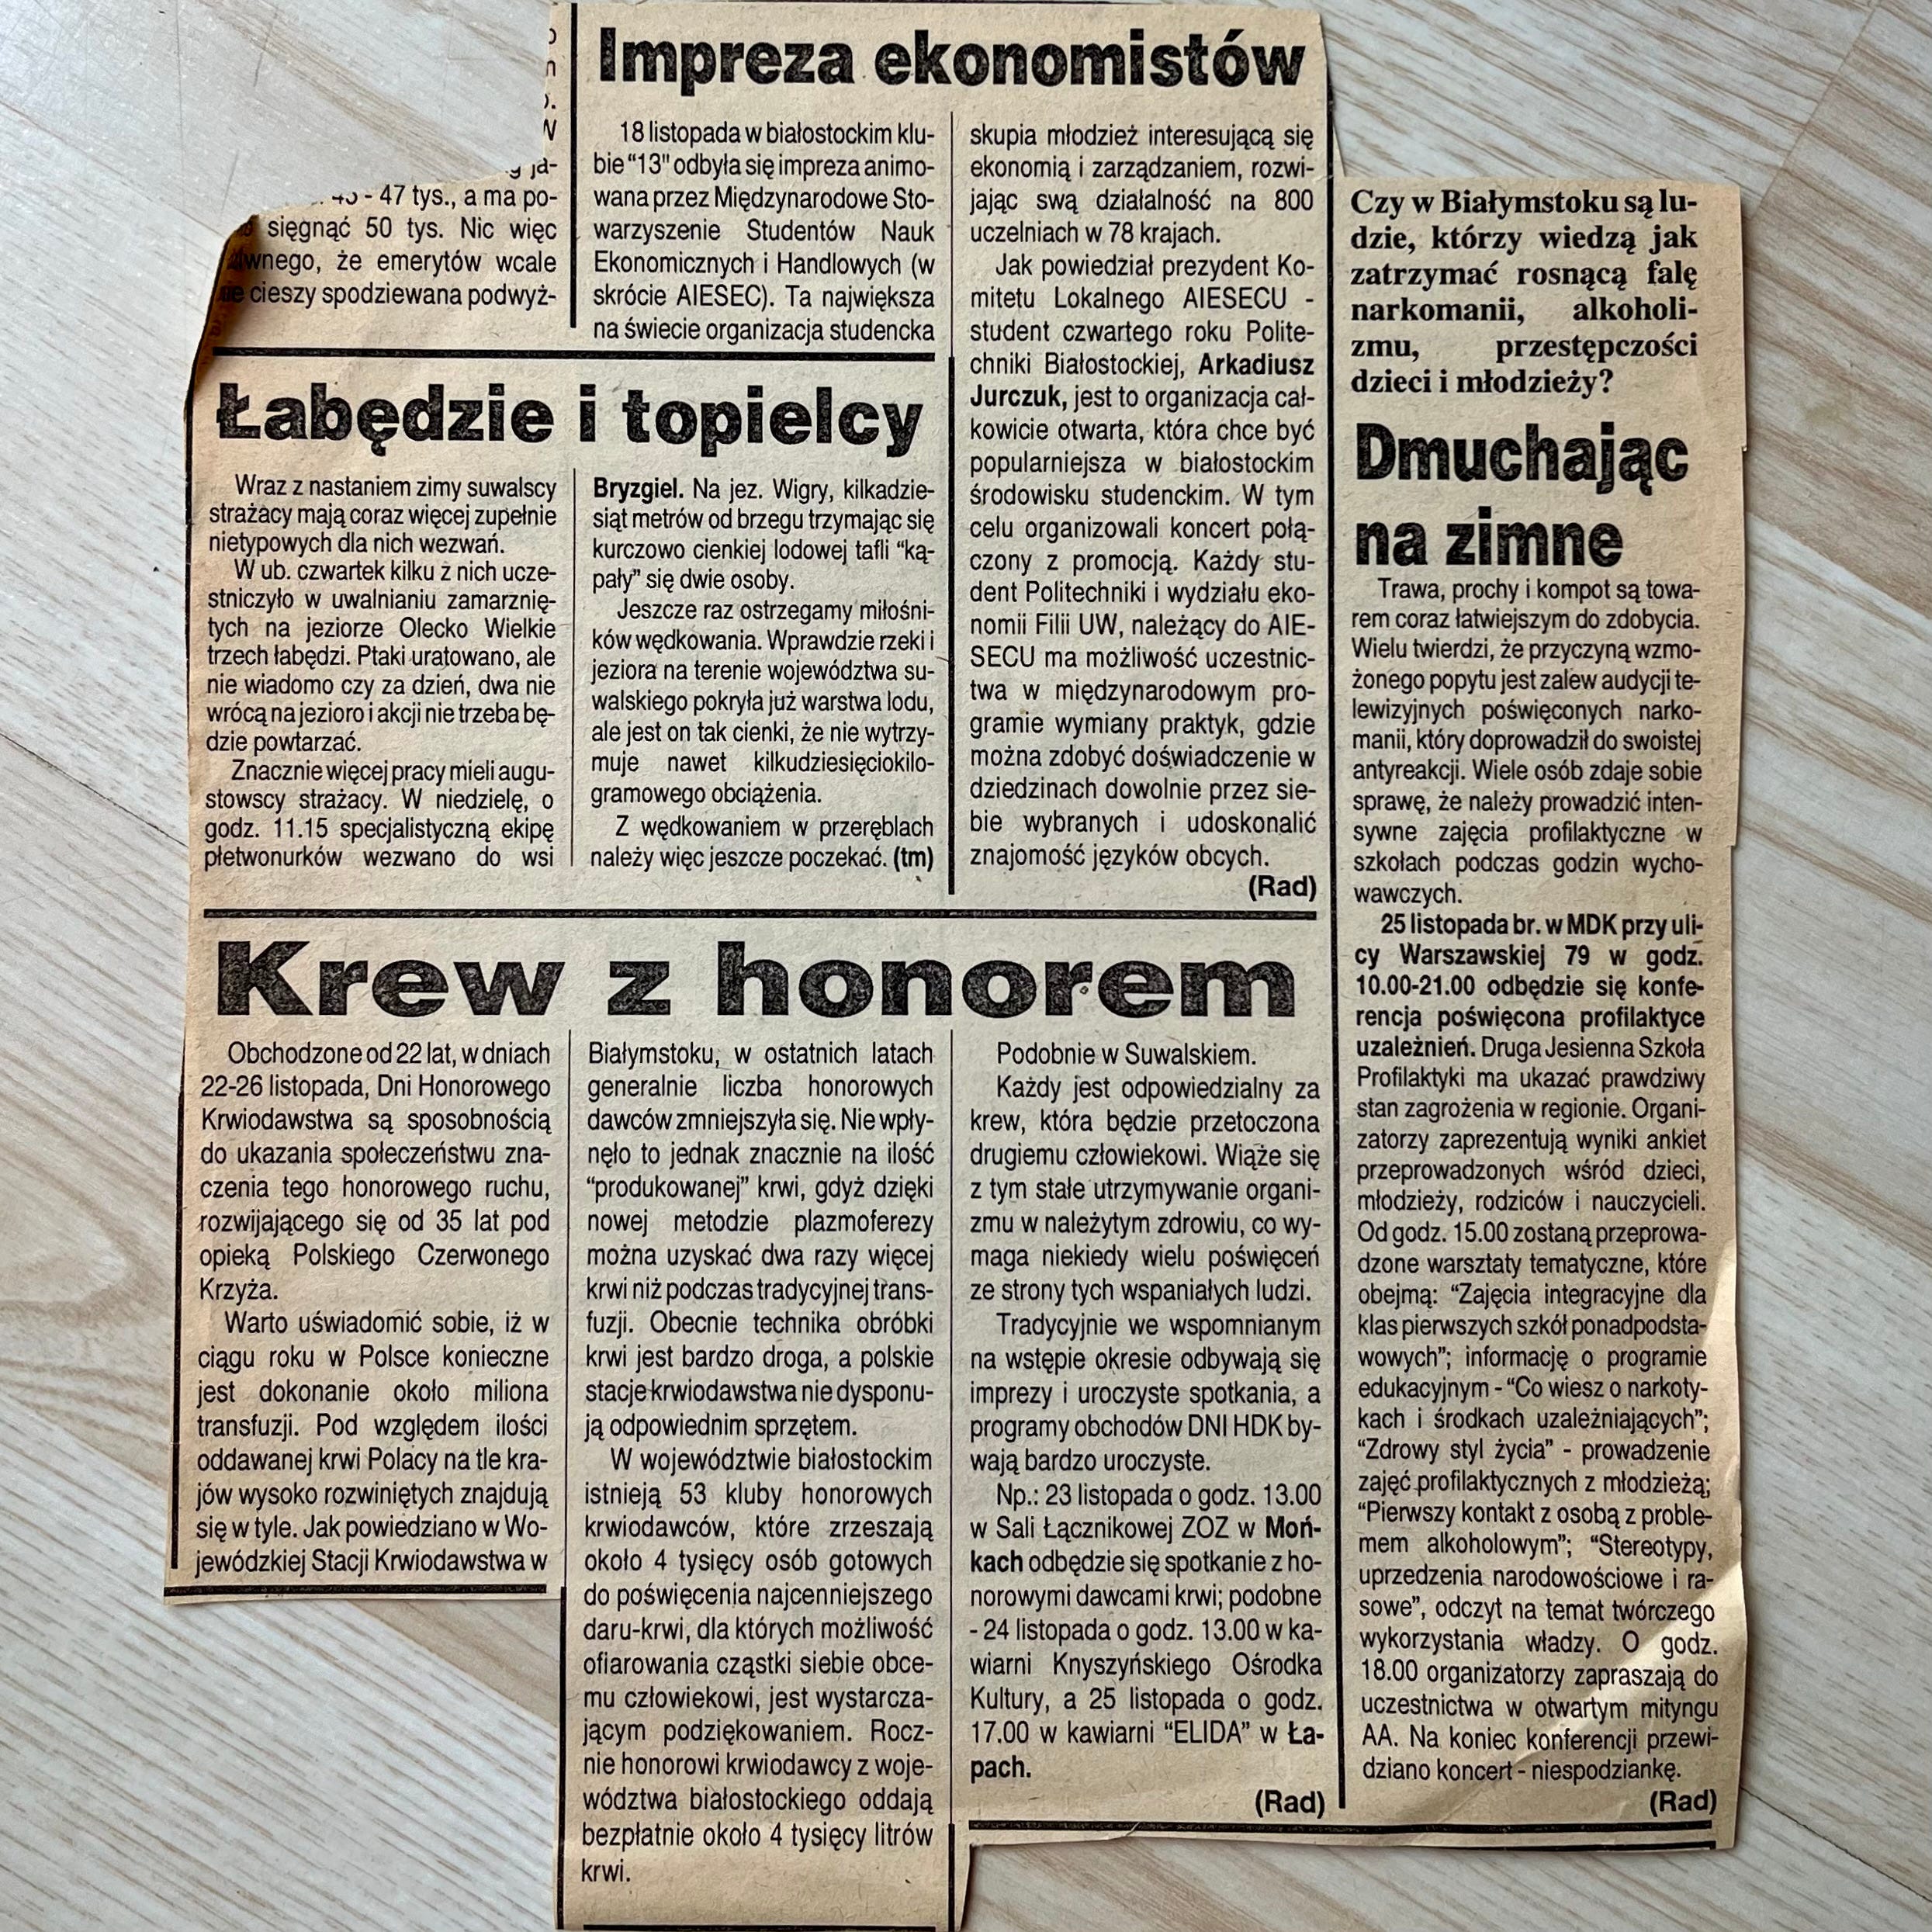 - 47 tys., a ma po-
sięgnąć 50 tys. Nic więc
że emerytów wcale
cieszy spodziewana podwyż-
Impreza ekonomistów
18 listopada w białostockim klu-
bie “13" odbyła się impreza animo-
wana przez Międzynarodowe Sto-
warzyszenie Studentów Nauk
Ekonomicznych i Handlowych (w
skrócie AIESEC). Ta największa
na świecie organizacja studencka
skupia młodzież interesującą się
ekonomią i zarządzaniem, rozwi-
jając swą działalność na 800
uczelniach w 78 krajach.
Jak powiedział prezydent Ko-
mitetu Lokalnego AIESECU -
student czwartego roku Polite-
chniki Białostockiej, Arkadiusz
Jurczuk, jest to organizacja cał-
kowicie otwarta, która chce być
popularniejsza w białostockim
środowisku studenckim. W tym
celu organizowali koncert połą-
czony z promocją. Każdy stu-
dent Politechniki i wydziału eko-
nomii Filii UW, należący do AIE-
SECU ma możliwość uczestnic-
twa w międzynarodowym pro-
gramie wymiany praktyk, gdzie
można zdobyć doświadczenie w
dziedzinach dowolnie przez sie-
bie wybranych i udoskonalić
znajomość języków obcych.
(Rad)
Łabędzie i topielcy
Wraz z nastaniem zimy suwalscy
strażacy mają coraz więcej zupełnie
nietypowych dla nich wezwań.
W ub. czwartek kilku z nich ucze-
stniczyło w uwalnianiu zamarznię-
tych na jeziorze Olecko Wielkie
trzech łabędzi. Ptaki uratowano, ale
nie wiadomo czy za dzień, dwa nie
wrócą na jezioro i akcji nie trzeba bę-
dzie powtarzać.
Znacznie więcej pracy mieli augu-
stowscy strażacy. W niedzielę, o
godz. 11.15 specjalistyczną ekipę
płetwonurków wezwano do wsi
Bryzgiel. Na jez. Wigry, kilkadzie-
siąt metrów od brzegu trzymając się
kurczowo cienkiej lodowej tafli “ką-
pały” się dwie osoby.
Jeszcze raz ostrzegamy miłośni-
ków wędkowania. Wprawdzie rzeki i
jeziora na terenie województwa su-
walskiego pokryła już warstwa lodu,
ale jest on tak cienki, że nie wytrzy-
muje nawet kilkudziesięciokilo-
gramowego obciążenia.
Z wędkowaniem w przeręblach
należy więc jeszcze poczekać. (tm)
Krew z honorem
Obchodzone od 22 lat, w dniach
22-26 listopada, Dni Honorowego
Krwiodawstwa są sposobnością
do ukazania społeczeństwu zna-
czenia tego honorowego ruchu,
rozwijającego się od 35 lat pod
opieką Polskiego Czerwonego
Krzyża.
Warto uświadomić sobie, iż w
ciągu roku w Polsce konieczne
jest dokonanie około miliona
transfuzji. Pod względem ilości
oddawanej krwi Polacy na tle kra-
jów wysoko rozwiniętych znajdują
się w tyle. Jak powiedziano w Wo-
jewódzkiej Stacji Krwiodawstwa w
Białymstoku, w ostatnich latach
generalnie liczba honorowych
dawców zmniejszyła się. Nie wpły-
nęło to jednak znacznie na ilość
“produkowanej” krwi, gdyż dzięki
nowej metodzie plazmoferezy
można uzyskać dwa razy więcej
krwi niż podczas tradycyjnej trans-
fuzji. Obecnie technika obróbki
krwi jest bardzo droga, a polskie
stacje krwiodawstwa nie dysponu-
ją odpowiednim sprzętem.
W województwie białostockim
istnieją 53 kluby honorowych
krwiodawców, które zrzeszają
około 4 tysięcy osób gotowych
do poświęcenia najcenniejszego
daru-krwi, dla których możliwość
ofiarowania cząstki siebie obce-
mu człowiekowi, jest wystarcza-
jącym podziękowaniem. Rocz-
nie honorowi krwiodawcy z woje-
wództwa białostockiego oddają
bezpłatnie około 4 tysięcy litrów
krwi.
Podobnie w Suwalskiem.
Każdy jest odpowiedzialny za
krew, która będzie przetoczona
drugiemu człowiekowi. Wiąże się
z tym stałe utrzymywanie organi-
zmu w należytym zdrowiu, co wy-
maga niekiedy wielu poświęceń
ze strony tych wspaniałych ludzi.
Tradycyjnie we wspomnianym
na wstępie okresie odbywają się
imprezy i uroczyste spotkania, a
programy obchodów DNI HDK by-
wają bardzo uroczyste.
Np.: 23 listopada o godz. 13.00
w Sali Łącznikowej ZOZ w Moń-
kach odbędzie się spotkanie z ho-
norowymi dawcami krwi; podobne
- 24 listopada o godz. 13.00 w ka-
wiarni Knyszyńskiego Ośrodka
Kultury, a 25 listopada o godz.
17.00 w kawiarni “ELIDA” w Ła-
pach.
(Rad)
Czy w Białymstoku są lu-
dzie, którzy wiedzą jak
zatrzymać rosnącą falę
narkomanii, alkoholi-
zmu, przestępczości
dzieci i młodzieży?
Dmuchając
na zimne
Trawa, prochy i kompot są towa-
rem coraz łatwiejszym do zdobycia.
Wielu twierdzi, że przyczyną wzmo-
żonego popytu jest zalew audycji te-
lewizyjnych poświęconych narko-
manii, który doprowadził do swoistej
antyreakcji. Wiele osób zdaje sobie
sprawę, że należy prowadzić inten-
sywne zajęcia profilaktyczne w
szkołach podczas godzin wycho-
wawczych.
25 listopada br. w MDK przy uli-
cy Warszawskiej 79 w godz.
10.00-21.00 odbędzie się konfe-
rencja poświęcona profilaktyce
uzależnień. Druga Jesienna Szkoła
Profilaktyki ma ukazać prawdziwy
stan zagrożenia w regionie. Organi-
zatorzy zaprezentują wyniki ankiet
przeprowadzonych wśród dzieci,
młodzieży, rodziców i nauczycieli.
Od godz. 15.00 zostaną przeprowa-
dzone warsztaty tematyczne, które
obejmą: “Zajęcia integracyjne dla
klas pierwszych szkół ponadpodsta-
wowych”; informację o programie
edukacyjnym - “Co wiesz o narkoty-
kach i środkach uzależniających”;
“Zdrowy styl życia” - prowadzenie
zajęć profilaktycznych z młodzieżą;
“Pierwszy kontakt z osobą z proble-
mem alkoholowym”; “Stereotypy,
uprzedzenia narodowościowe i ra-
sowe”, odczyt na temat twórczego
wykorzystania władzy. O godz.
18.00 organizatorzy zapraszają do
uczestnictwa w otwartym mityngu
AA. Na koniec konferencji przewi-
dziano koncert - niespodziankę.
(Rad)